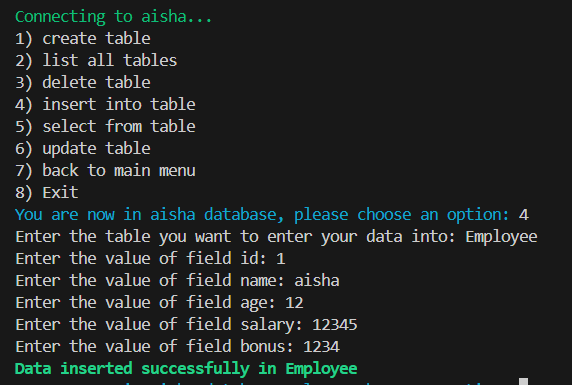 Connecting to aisha...
1) create table
2) list all tables
3) delete table
4) insert into table
5) select from table
6) update table
7) back to main menu
8) Exit
You are now in aisha database, please choose an option: 4
Enter the table you want to enter your data into: Employee
Enter the value of field id: 1
Enter the value of field name: aisha
Enter the value of field age: 12
Enter the value of field salary: 12345
Enter the value of field bonus: 1234
Data inserted successfully in Employee